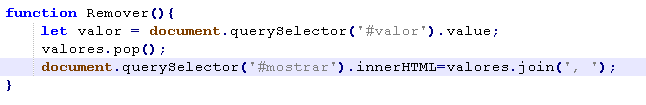 function Remover(){
let valor = document.querySelector('#valor').value;
valores.pop();
document.querySelector('#mostrar').innerHTML=valores.join(', ');
}